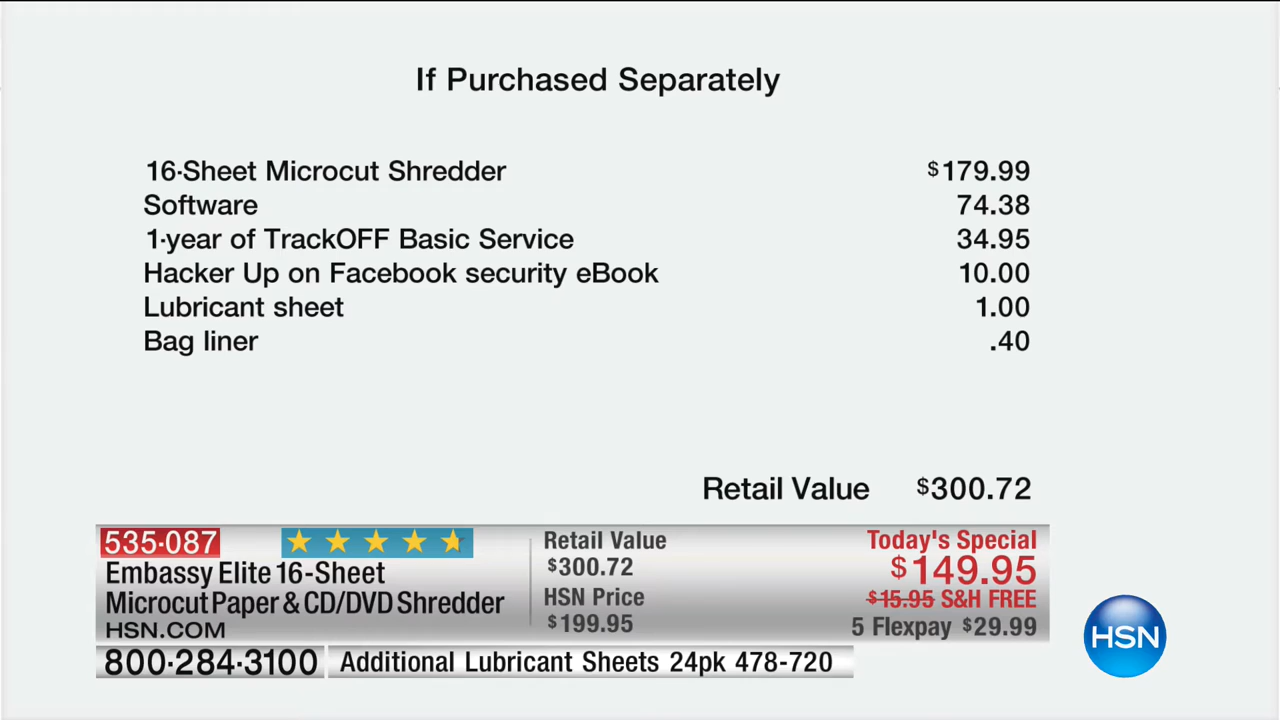 If Purchased Separately
16-Sheet Microcut Shredder $179.99
Software 74.38
1-year of TrackOFF Basic Service 34.95
Hacker Up on Facebook security eBook 10.00
Lubricant sheet 1.00
Bag liner .40
Retail Value $300.72
535-087
Embassy Elite 16-Sheet
Microcut Paper & CD/DVD Shredder
HSN.COM
Retail Value
$300.72
HSN Price
$199.95
Today's Special
$149.95
$15.95 S&H FREE
5 Flexpay $29.99
HSN
800-284-3100 Additional Lubricant Sheets 24pk 478-720